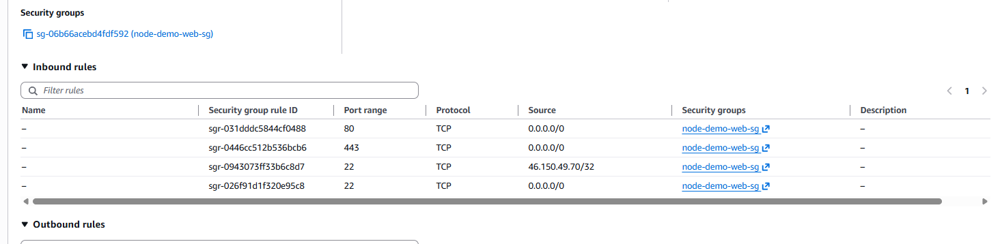 Security groups
sg-06b66acebd4fdf592 (node-demo-web-sg)
Inbound rules
Filter rules
1
Name Security group rule ID Port range Protocol Source Security groups Description
– sgr-031dddc5844cf0488 80 TCP 0.0.0.0/0 node-demo-web-sg –
– sgr-0446cc512b536bcb6 443 TCP 0.0.0.0/0 node-demo-web-sg –
– sgr-0943073ff33b6c8d7 22 TCP 46.150.49.70/32 node-demo-web-sg –
– sgr-026f91d1f320e95c8 22 TCP 0.0.0.0/0 node-demo-web-sg –
Outbound rules